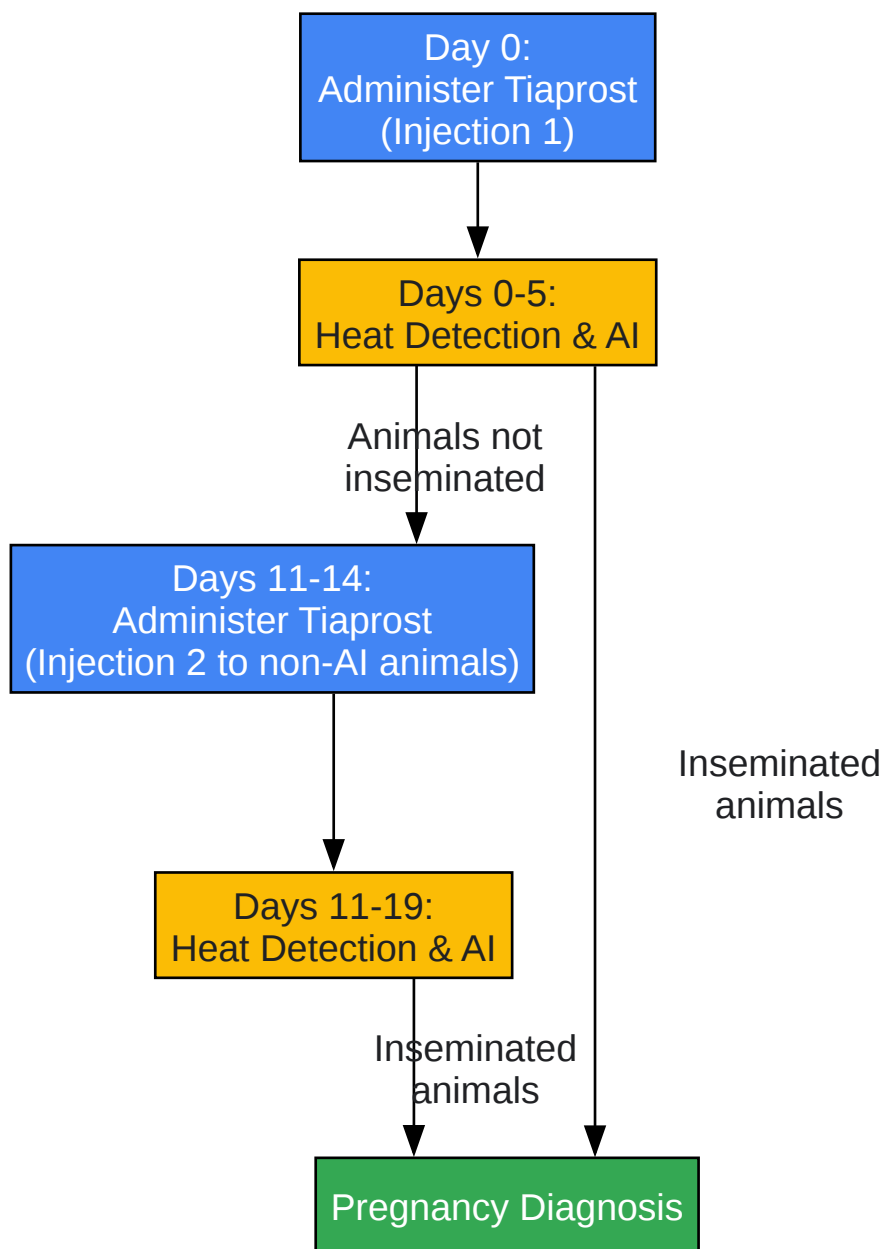 Day 0:
Administer Tiaprost
(Injection 1)
Days 0-5:
Heat Detection & AI
Animals not
inseminated
Days 11-14:
Administer Tiaprost
(Injection 2 to non-AI animals)
Inseminated
animals
Days 11-19:
Heat Detection & AI
Inseminated
animals
Pregnancy Diagnosis